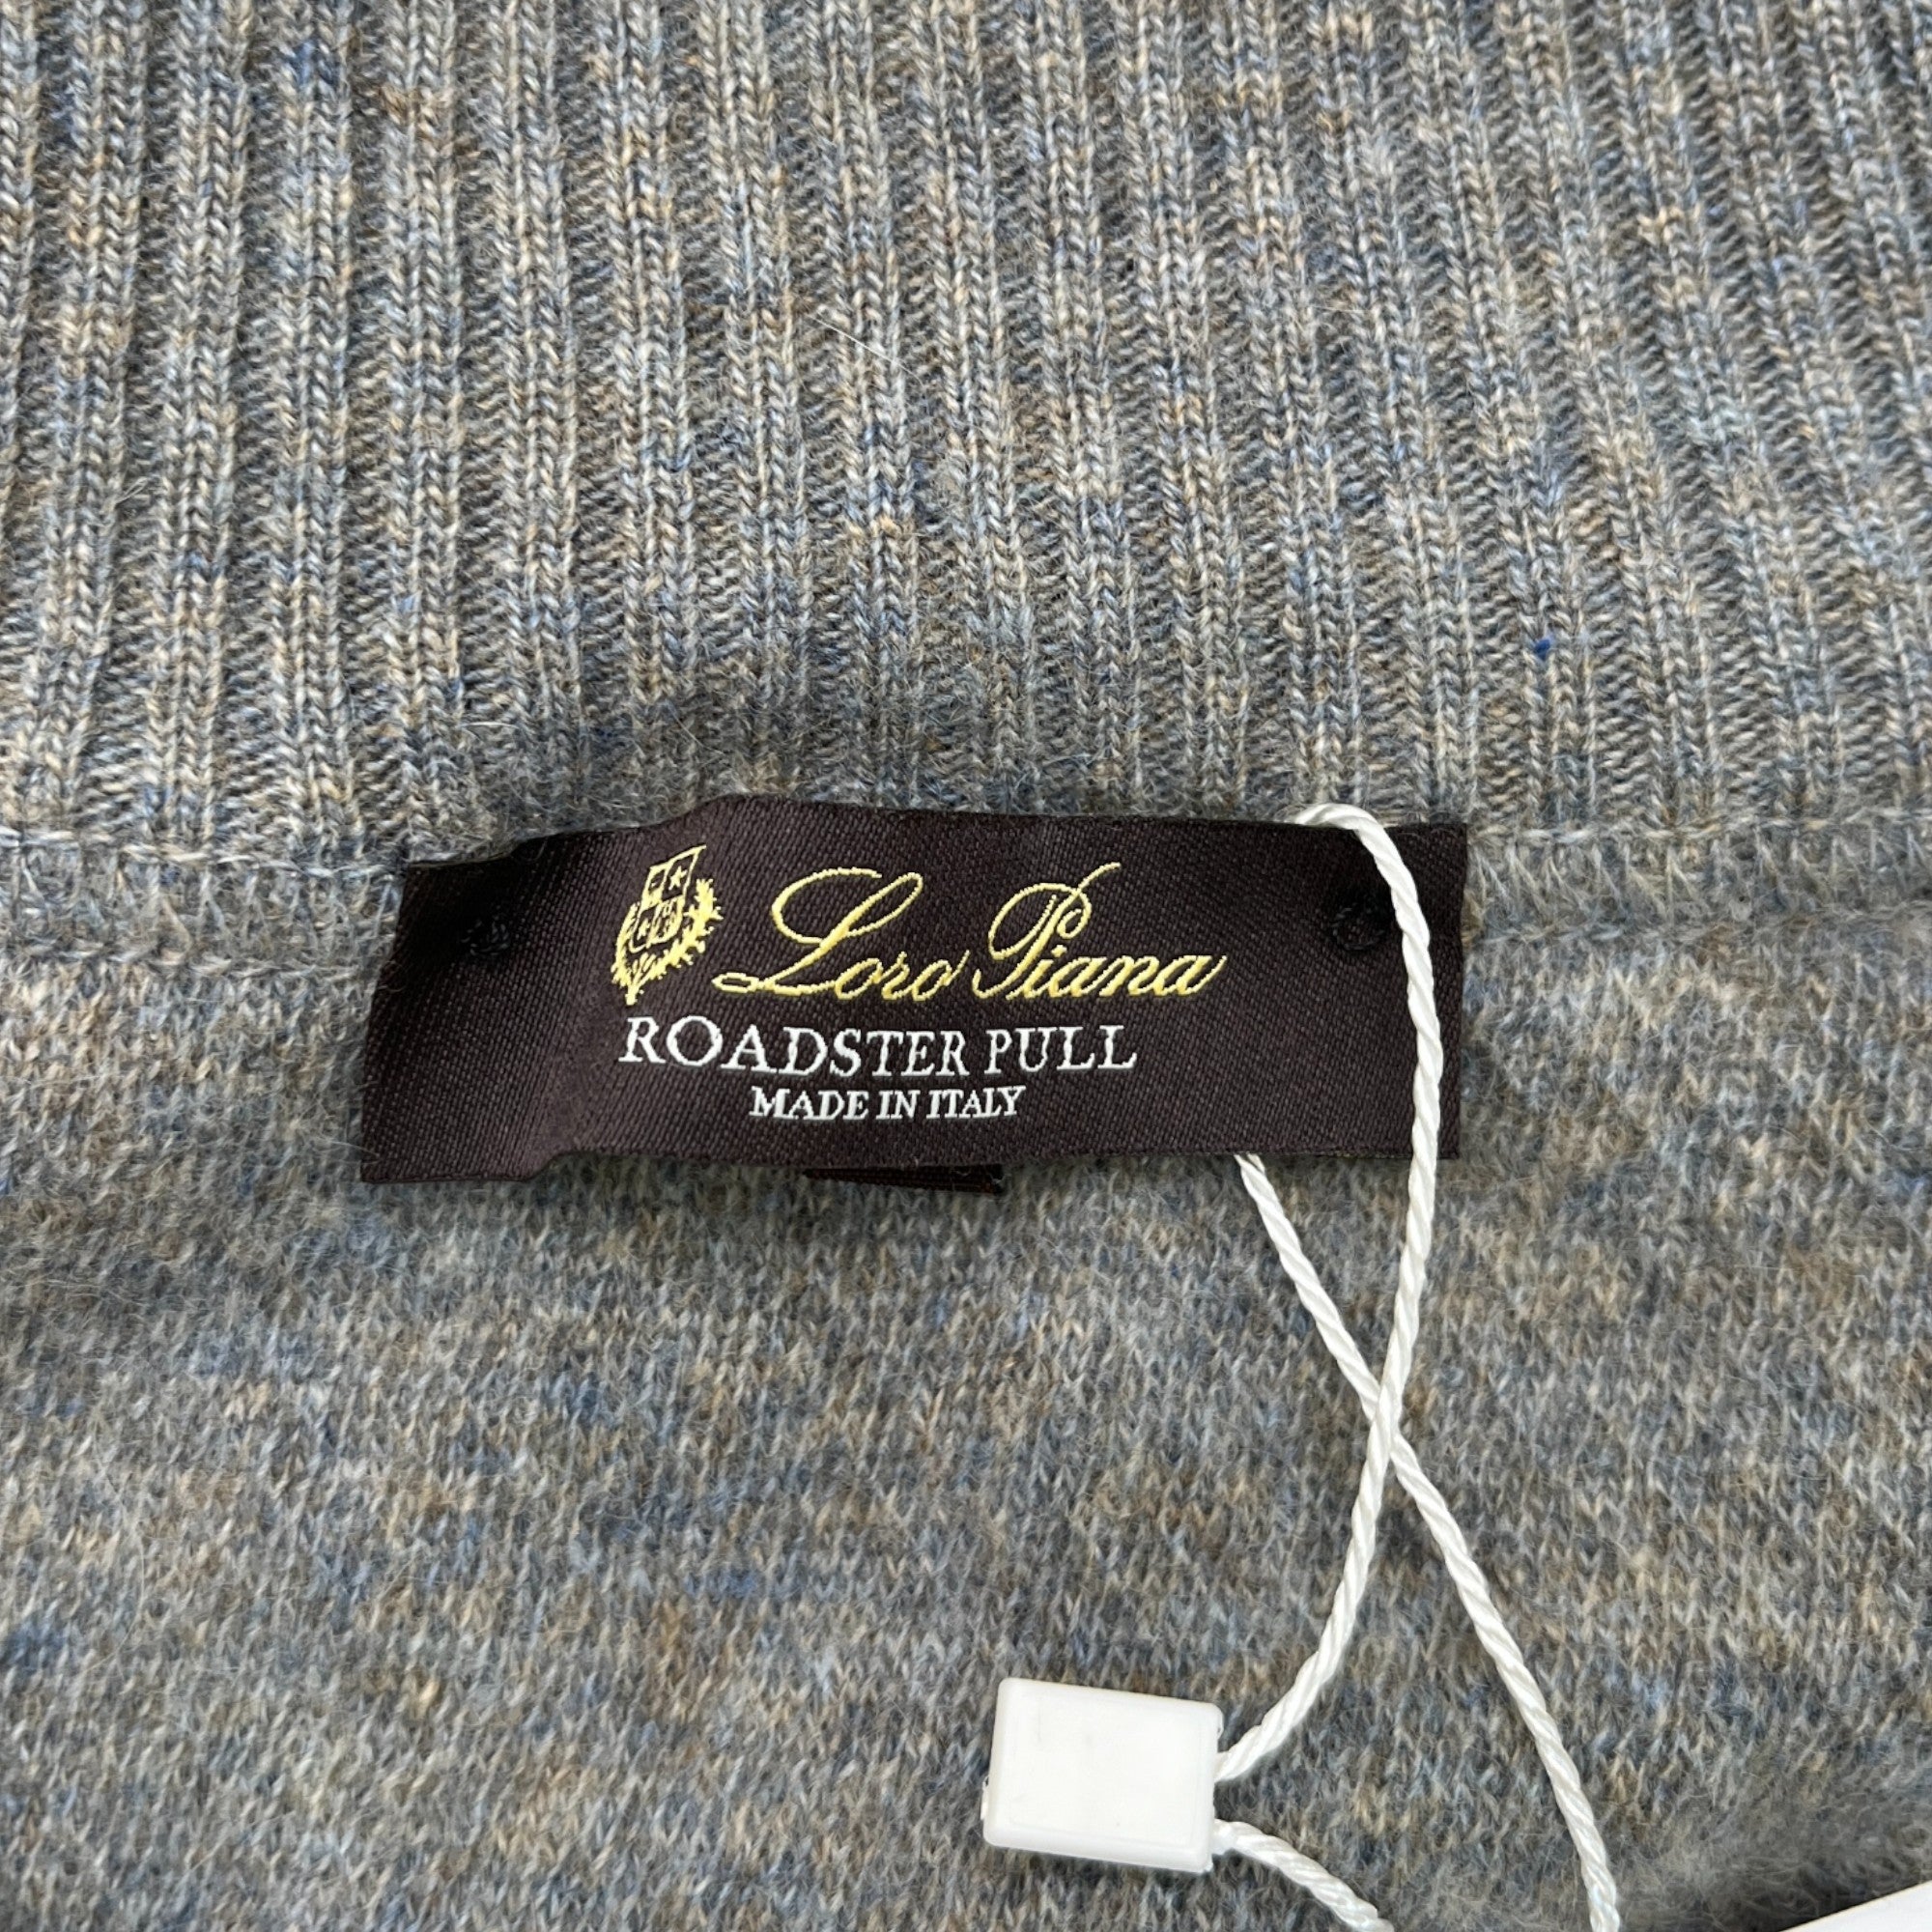 Loro Piana
ROADSTER PULL
MADE IN ITALY